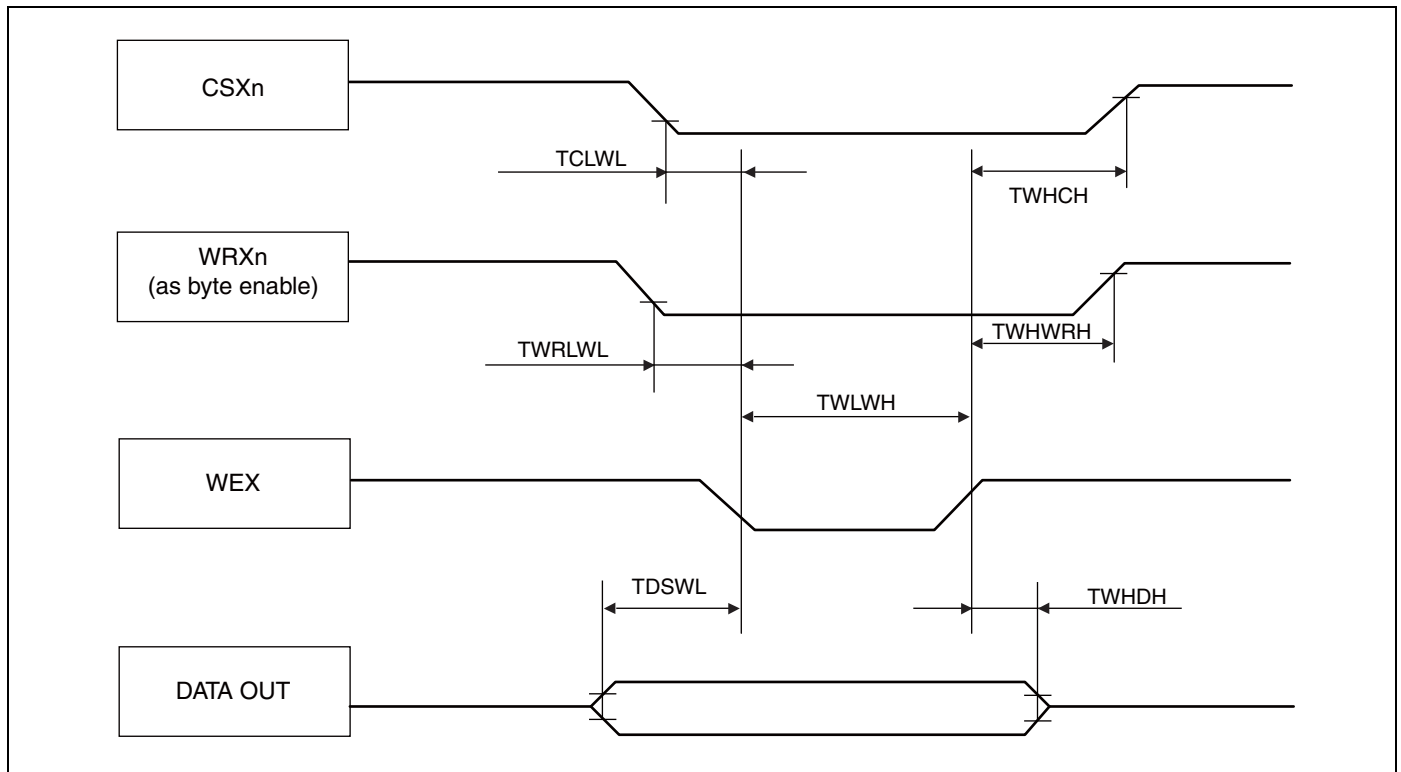 CSXn
TCLWL
TWHCH
WRXn
(as byte enable)
TWHWRH
TWRLWL
TWLWH
WEX
TDSWL
TWHDH
DATA OUT